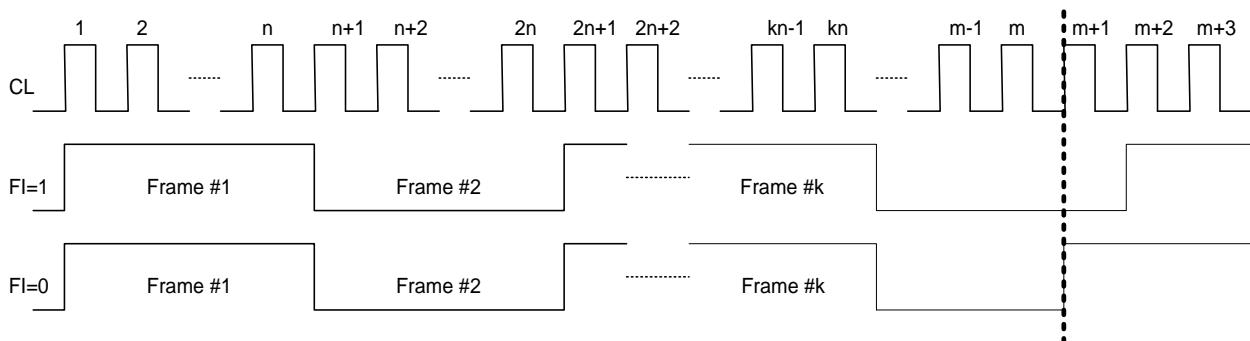 1 2 n n+1 n+2 2n 2n+1 2n+2 kn-1 kn m-1 m m+1 m+2 m+3
CL
FI=1 Frame #1 Frame #2 Frame #k
FI=0 Frame #1 Frame #2 Frame #k